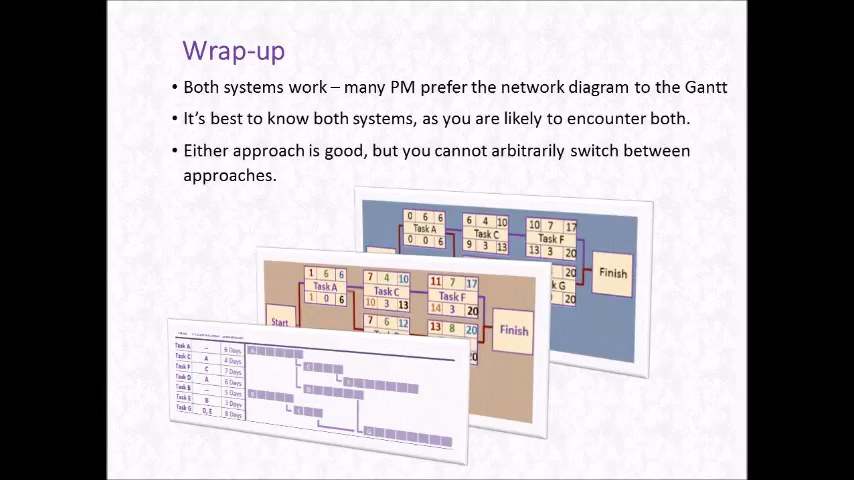 Wrap-up
• Both systems work – many PM prefer the network diagram to the Gantt
• It’s best to know both systems, as you are likely to encounter both.
• Either approach is good, but you cannot arbitrarily switch between
approaches.
0 6 6
Task A
0 0 6
6 4 10
Task C
9 3 13
10 7 17
Task F
13 3 20
20
k G
20
Finish
1 6 6
Task A
1 0 6
7 4 10
Task C
10 3 13
11 7 17
Task F
14 3 20
Start
7 6 12
13 8 20
20
Finish
Task A – 6 Days
Task C A 4 Days
Task F C 7 Days
Task D A 6 Days
Task B – 5 Days
Task E B 3 Days
Task G D, E 8 Days